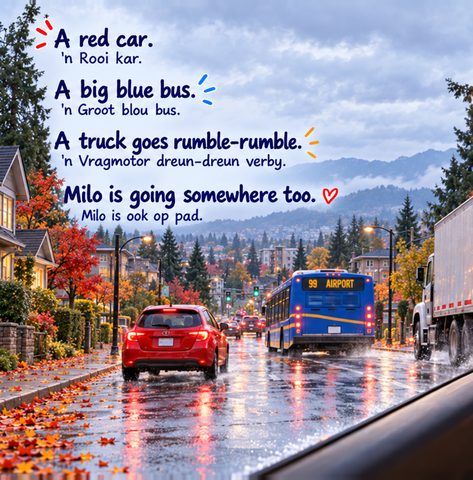 A red car.
'n Rooi kar.
A big blue bus.
'n Groot blou bus.
A truck goes rumble-rumble.
'n Vragmotor dreun-dreun verby.
Milo is going somewhere too.
Milo is ook op pad.
99 AIRPORT